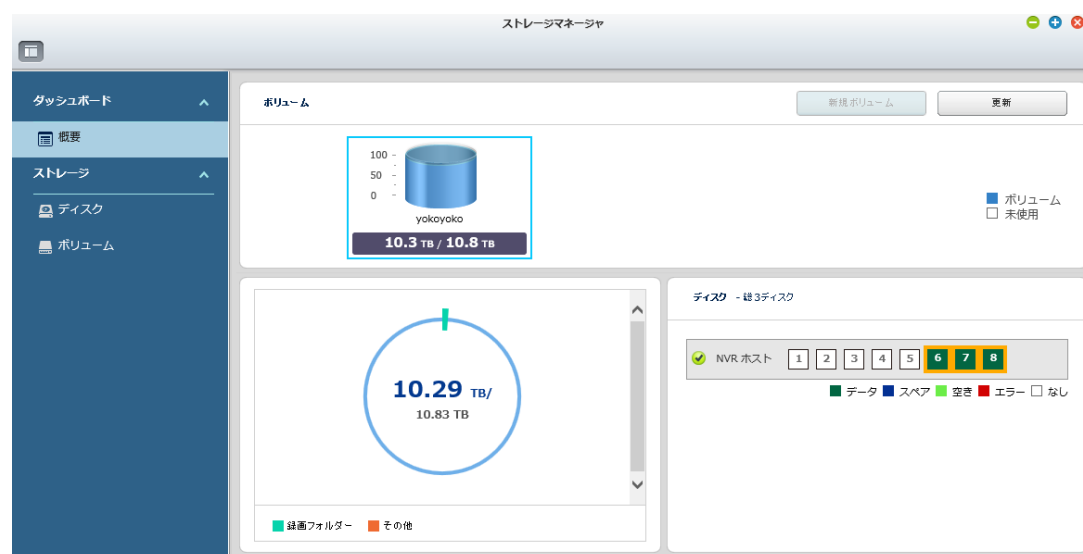 ストレージマネージャ
ダッシュボード
概要
ストレージ
ディスク
ボリューム
ボリューム
新規ボリューム
更新
100
50
0
yokoyoko
10.3 TB / 10.8 TB
ボリューム
未使用
10.29 TB/
10.83 TB
録画フォルダー その他
ディスク - 総 3ディスク
NVR ホスト 1 2 3 4 5 6 7 8
データ スペア 空き エラー なし